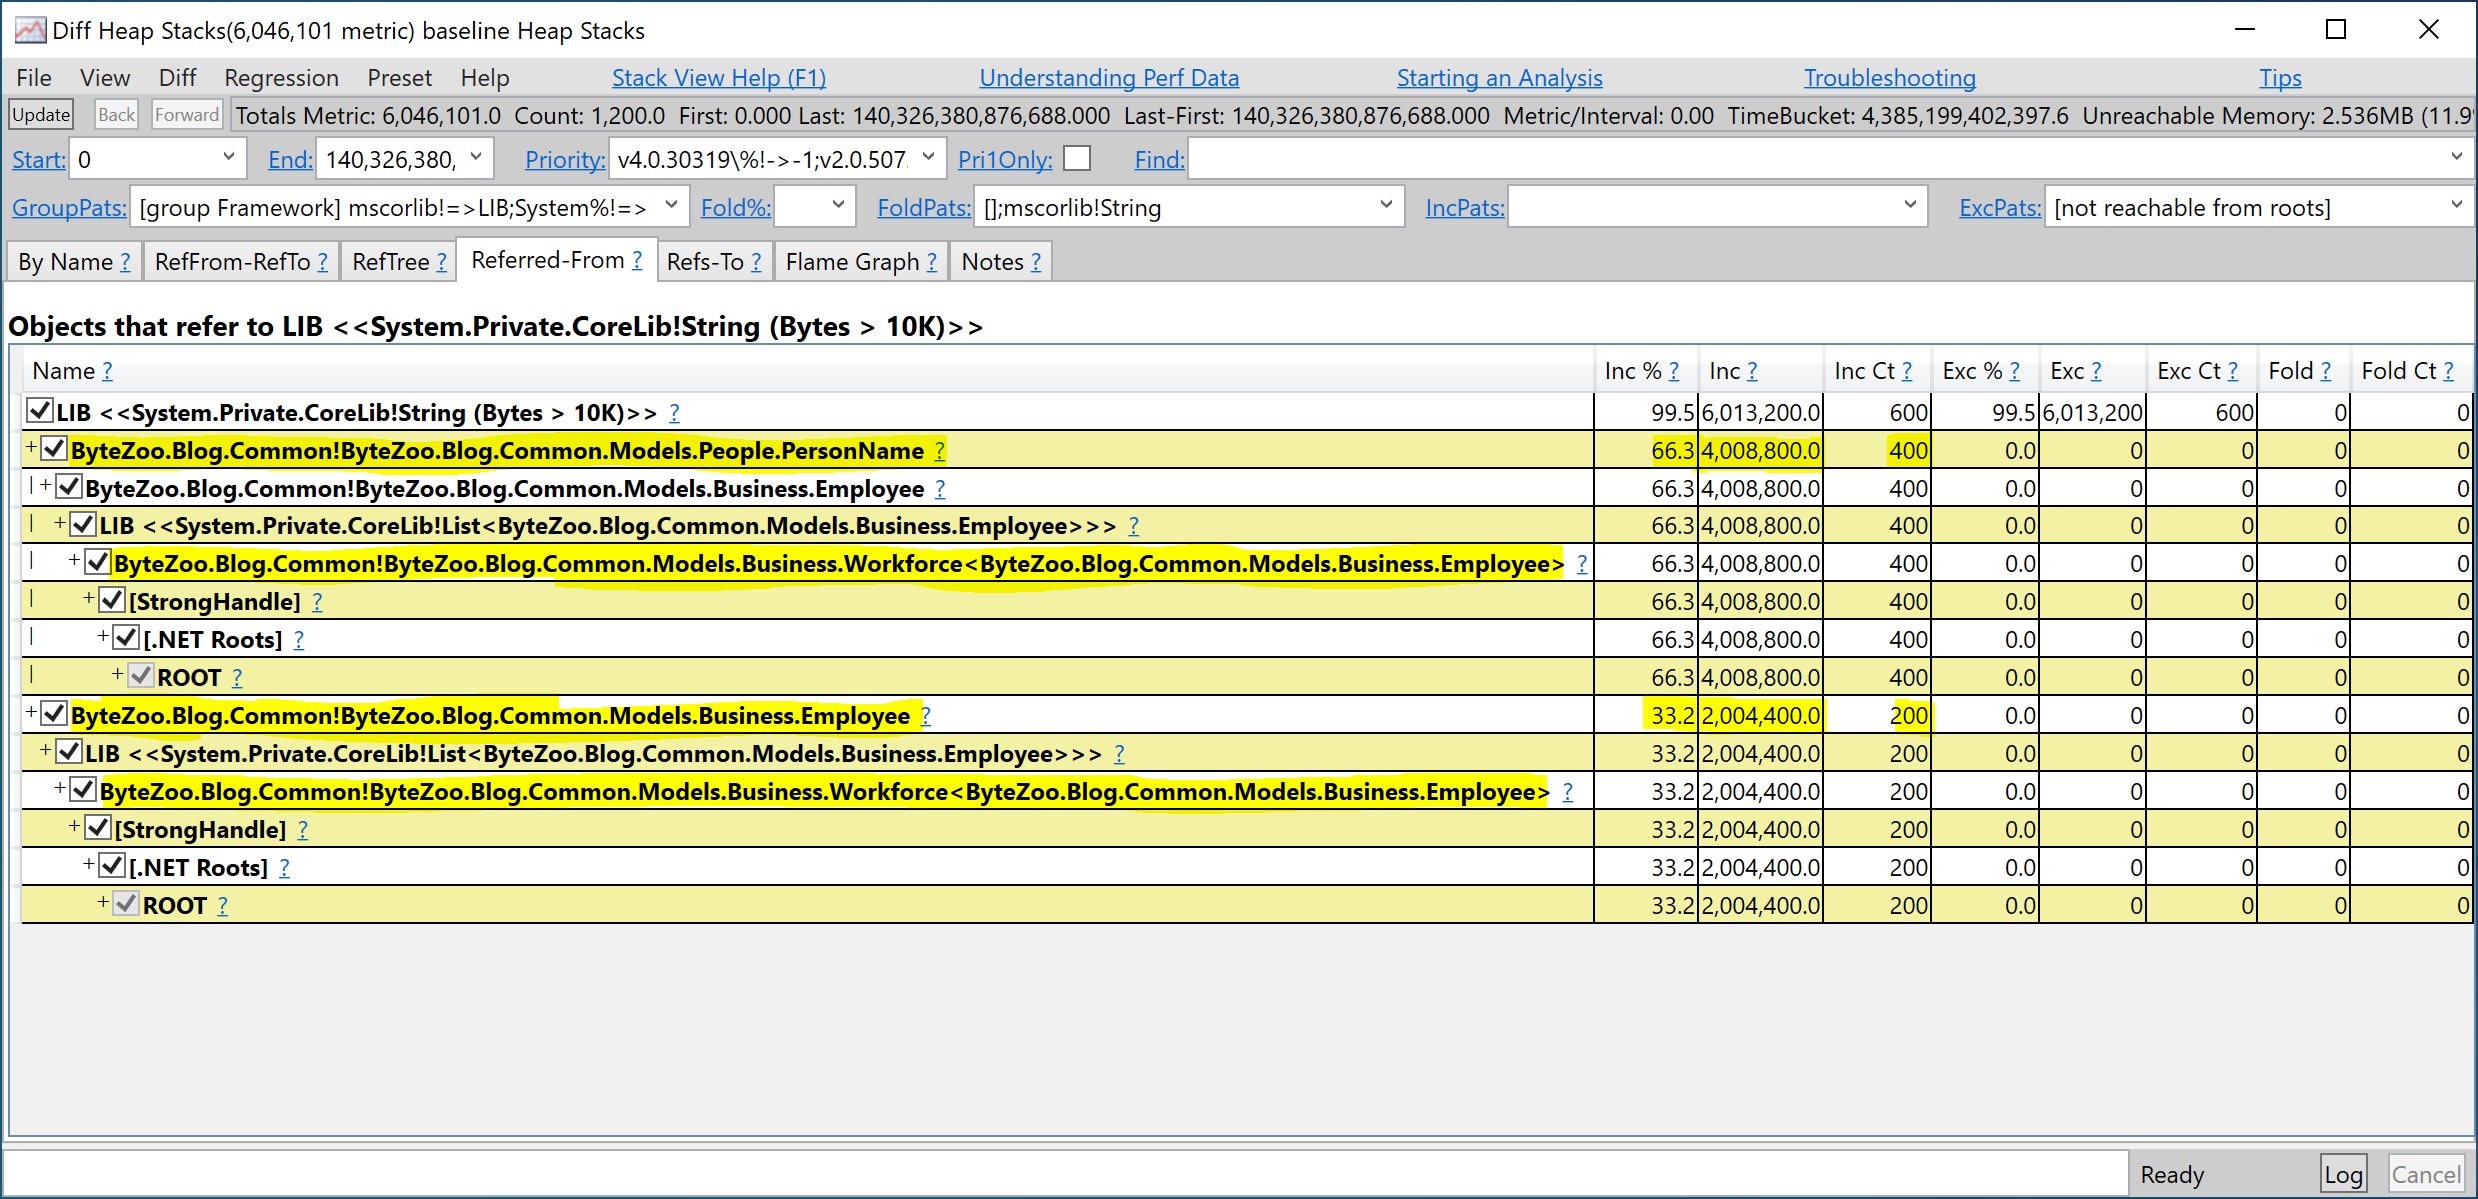 Diff Heap Stacks(6,046,101 metric) baseline Heap Stacks
File View Diff Regression Preset Help Stack View Help (F1) Understanding Perf Data Starting an Analysis Troubleshooting Tips
Update Back Forward Totals Metric: 6,046,101.0 Count: 1,200.0 First: 0.000 Last: 140,326,380,876,688.000 Last-First: 140,326,380,876,688.000 Metric/Interval: 0.00 TimeBucket: 4,385,199,402,397.6 Unreachable Memory: 2.536MB (11.9
Start: 0 End: 140,326,380, Priority: v4.0.30319\%!->-1;v2.0.507 Pri1Only: Find:
GroupPats: [group Framework] mscorlib!=>LIB;System%!=> Fold%: FoldPats: [];mscorlib!String IncPats: ExcPats: [not reachable from roots]
By Name ? RefFrom-RefTo ? RefTree ? Referred-From ? Refs-To ? Flame Graph ? Notes ?
Objects that refer to LIB <<System.Private.CoreLib!String (Bytes > 10K)>>
Name ? Inc % ? Inc ? Inc Ct ? Exc % ? Exc ? Exc Ct ? Fold ? Fold Ct ?
LIB <<System.Private.CoreLib!String (Bytes > 10K)>> ? 99.5 6,013,200.0 600 99.5 6,013,200 600 0 0
+ ByteZoo.Blog.Common!ByteZoo.Blog.Common.Models.People.PersonName ? 66.3 4,008,800.0 400 0.0 0 0 0 0
| + ByteZoo.Blog.Common!ByteZoo.Blog.Common.Models.Business.Employee ? 66.3 4,008,800.0 400 0.0 0 0 0 0
| + LIB <<System.Private.CoreLib!List<ByteZoo.Blog.Common.Models.Business.Employee>>> ? 66.3 4,008,800.0 400 0.0 0 0 0 0
| + ByteZoo.Blog.Common!ByteZoo.Blog.Common.Models.Business.Workforce<ByteZoo.Blog.Common.Models.Business.Employee> ? 66.3 4,008,800.0 400 0.0 0 0 0 0
| + [StrongHandle] ? 66.3 4,008,800.0 400 0.0 0 0 0 0
| + [.NET Roots] ? 66.3 4,008,800.0 400 0.0 0 0 0 0
| + ROOT ? 66.3 4,008,800.0 400 0.0 0 0 0 0
+ ByteZoo.Blog.Common!ByteZoo.Blog.Common.Models.Business.Employee ? 33.2 2,004,400.0 200 0.0 0 0 0 0
+ LIB <<System.Private.CoreLib!List<ByteZoo.Blog.Common.Models.Business.Employee>>> ? 33.2 2,004,400.0 200 0.0 0 0 0 0
+ ByteZoo.Blog.Common!ByteZoo.Blog.Common.Models.Business.Workforce<ByteZoo.Blog.Common.Models.Business.Employee> ? 33.2 2,004,400.0 200 0.0 0 0 0 0
+ [StrongHandle] ? 33.2 2,004,400.0 200 0.0 0 0 0 0
+ [.NET Roots] ? 33.2 2,004,400.0 200 0.0 0 0 0 0
+ ROOT ? 33.2 2,004,400.0 200 0.0 0 0 0 0
Ready Log Cancel